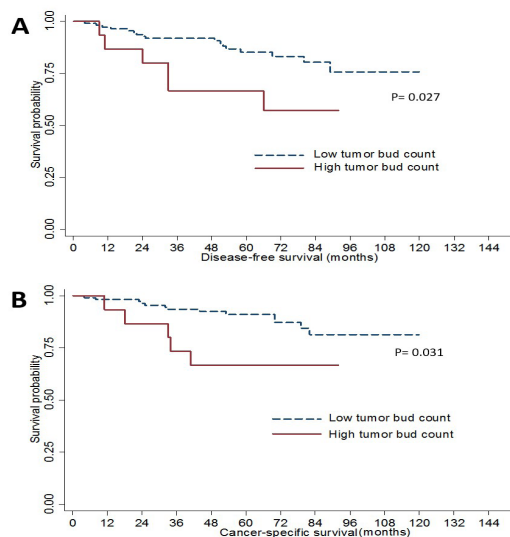 A
Survival probability
1.00
0.75
0.50
0.25
0.00
P= 0.027
Low tumor bud count
High tumor bud count
0 12 24 36 48 60 72 84 96 108 120 132 144
Disease-free survival (months)
B
Survival probability
1.00
0.75
0.50
0.25
0.00
P= 0.031
Low tumor bud count
High tumor bud count
0 12 24 36 48 60 72 84 96 108 120 132 144
Cancer-specific survival(months)